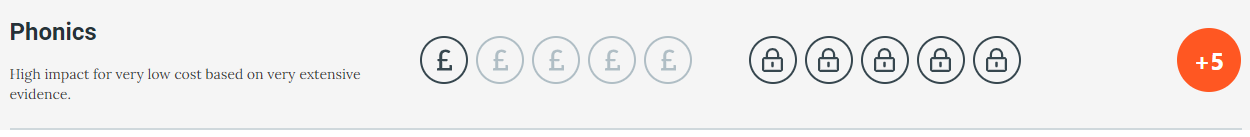 Phonics
£ £ £ £ £
+5
High impact for very low cost based on very extensive
evidence.